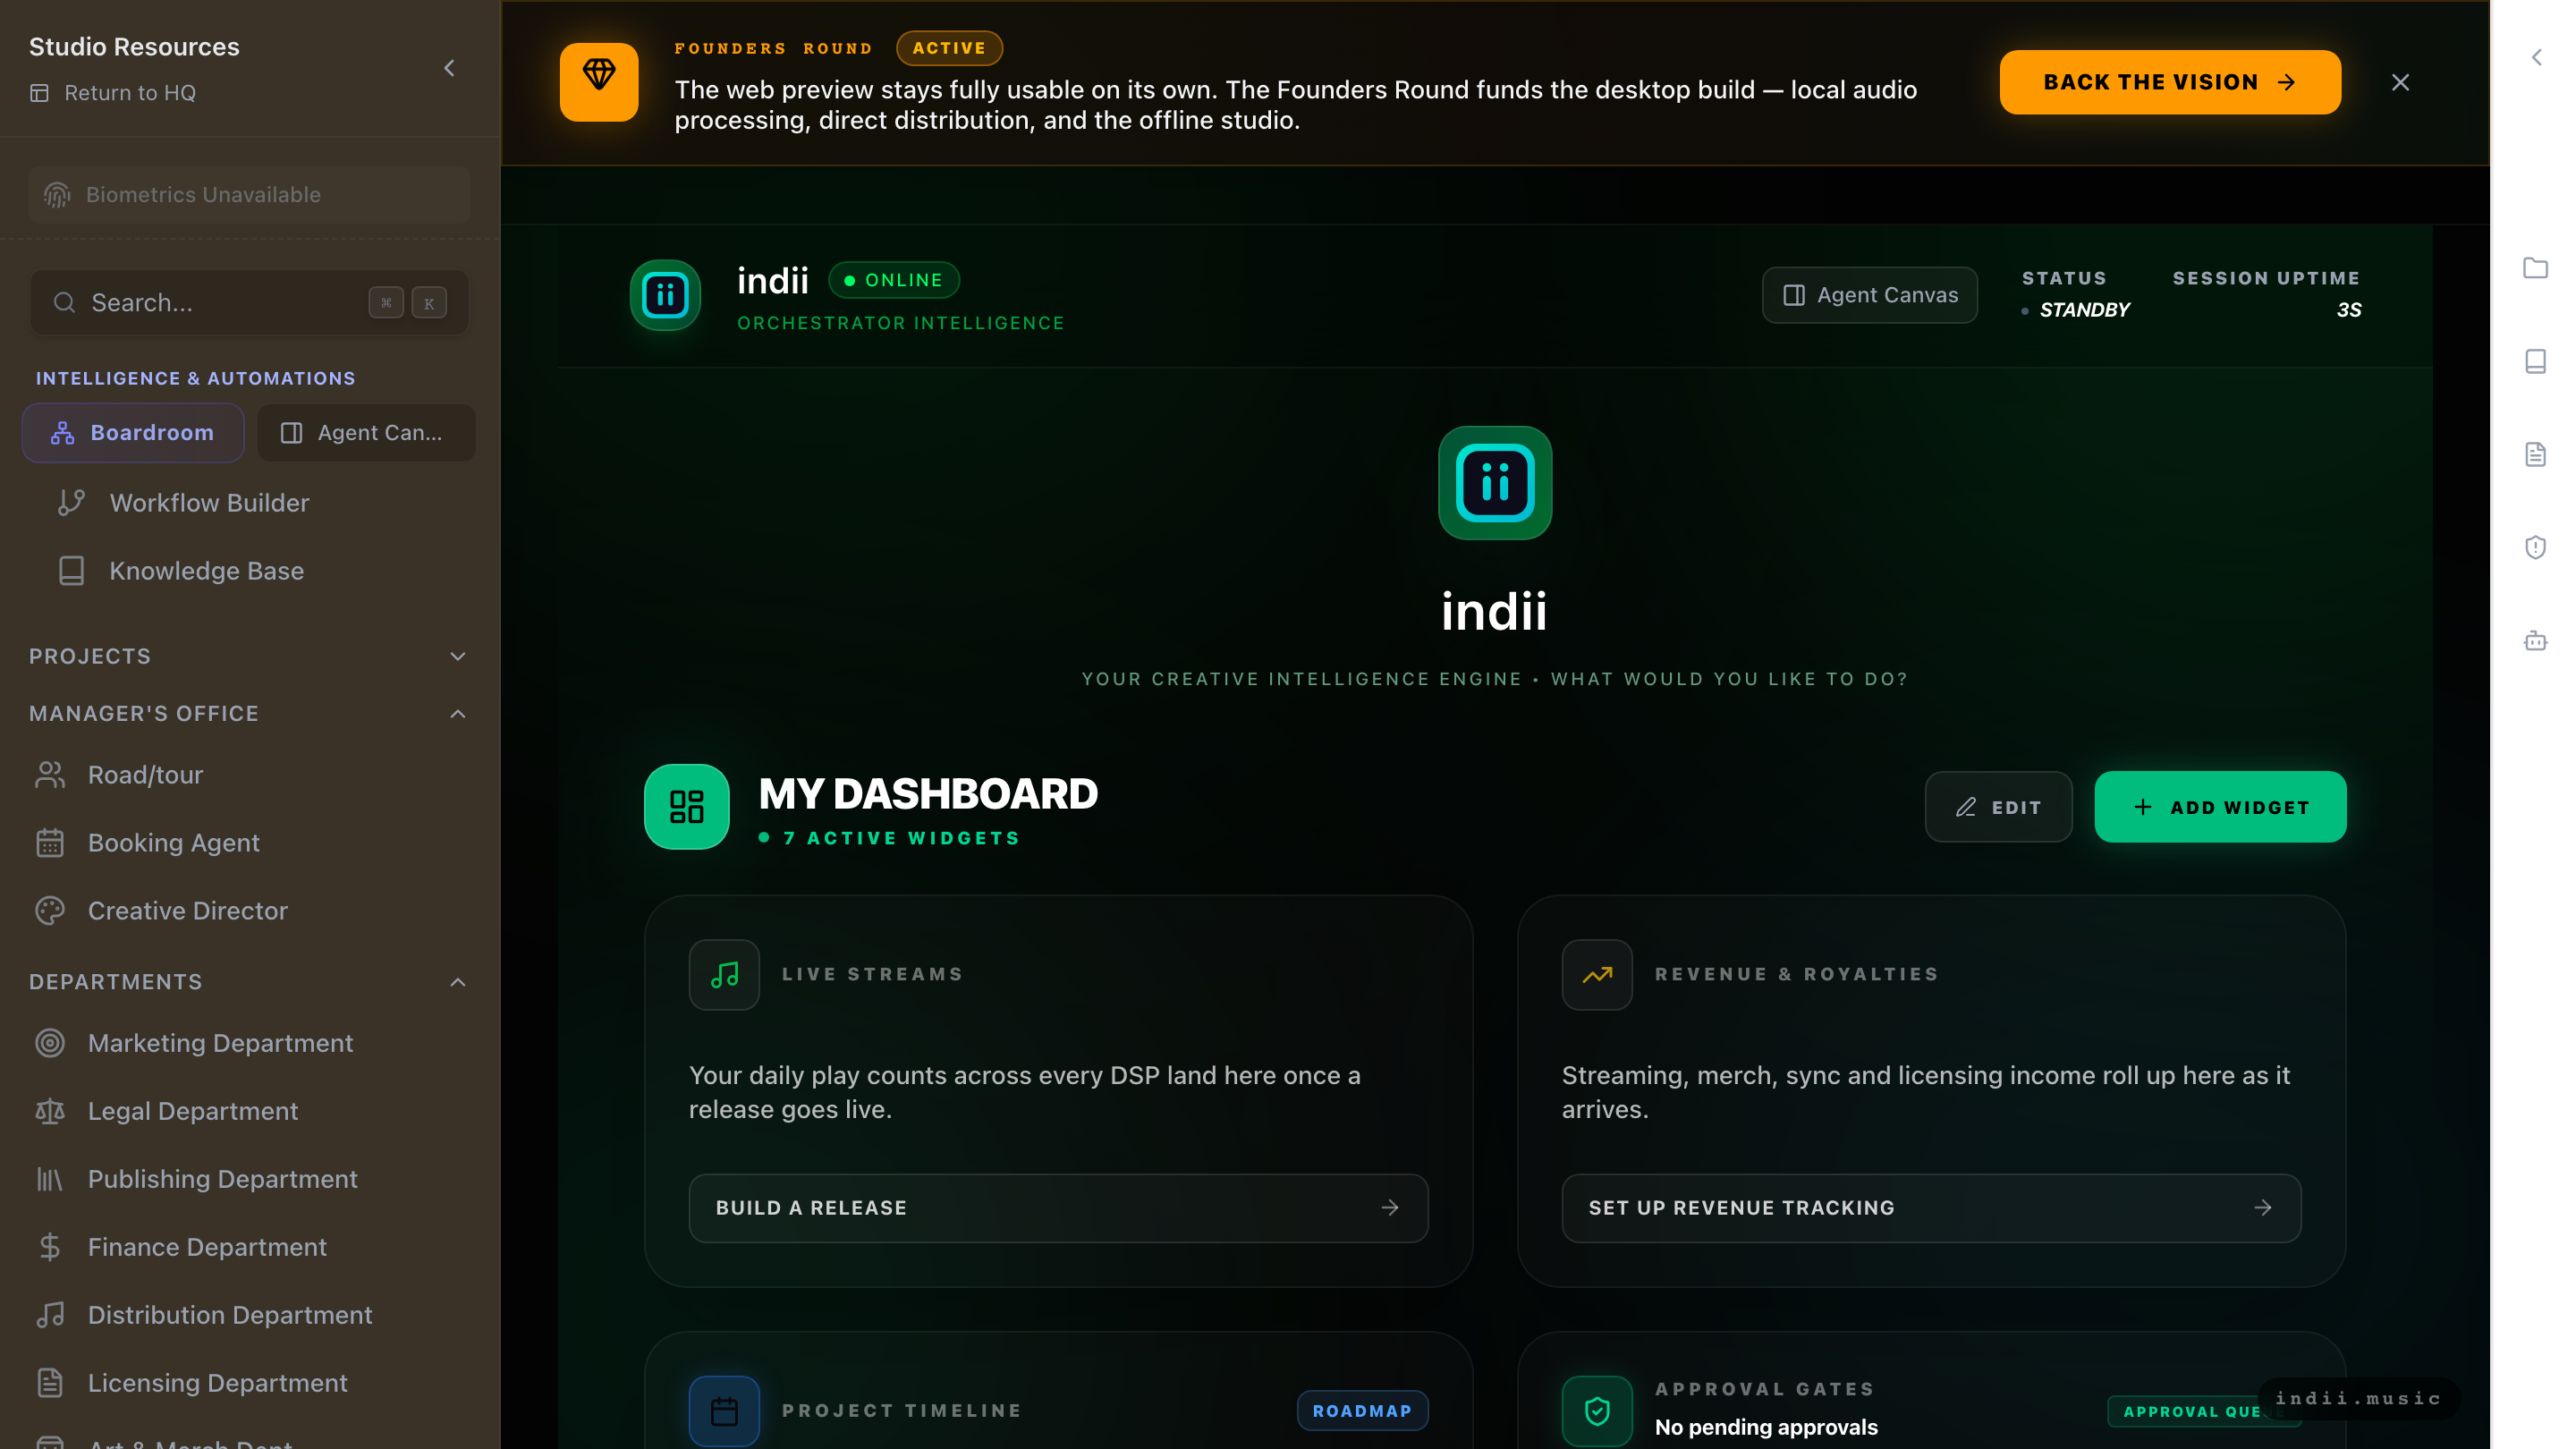 Studio Resources
Return to HQ
Biometrics Unavailable
Search...
⌘ K
INTELLIGENCE & AUTOMATIONS
Boardroom
Agent Can...
Workflow Builder
Knowledge Base
PROJECTS
MANAGER'S OFFICE
Road/tour
Booking Agent
Creative Director
DEPARTMENTS
Marketing Department
Legal Department
Publishing Department
Finance Department
Distribution Department
Licensing Department
Art & Merch Dept
FOUNDERS ROUND ACTIVE
The web preview stays fully usable on its own. The Founders Round funds the desktop build — local audio
processing, direct distribution, and the offline studio.
BACK THE VISION
indii ONLINE
ORCHESTRATOR INTELLIGENCE
Agent Canvas
STATUS
STANDBY
SESSION UPTIME
3S
indii
YOUR CREATIVE INTELLIGENCE ENGINE • WHAT WOULD YOU LIKE TO DO?
MY DASHBOARD
7 ACTIVE WIDGETS
EDIT
ADD WIDGET
LIVE STREAMS
Your daily play counts across every DSP land here once a
release goes live.
BUILD A RELEASE
REVENUE & ROYALTIES
Streaming, merch, sync and licensing income roll up here as it
arrives.
SET UP REVENUE TRACKING
PROJECT TIMELINE
ROADMAP
APPROVAL GATES
No pending approvals
APPROVAL QUE
indii.music